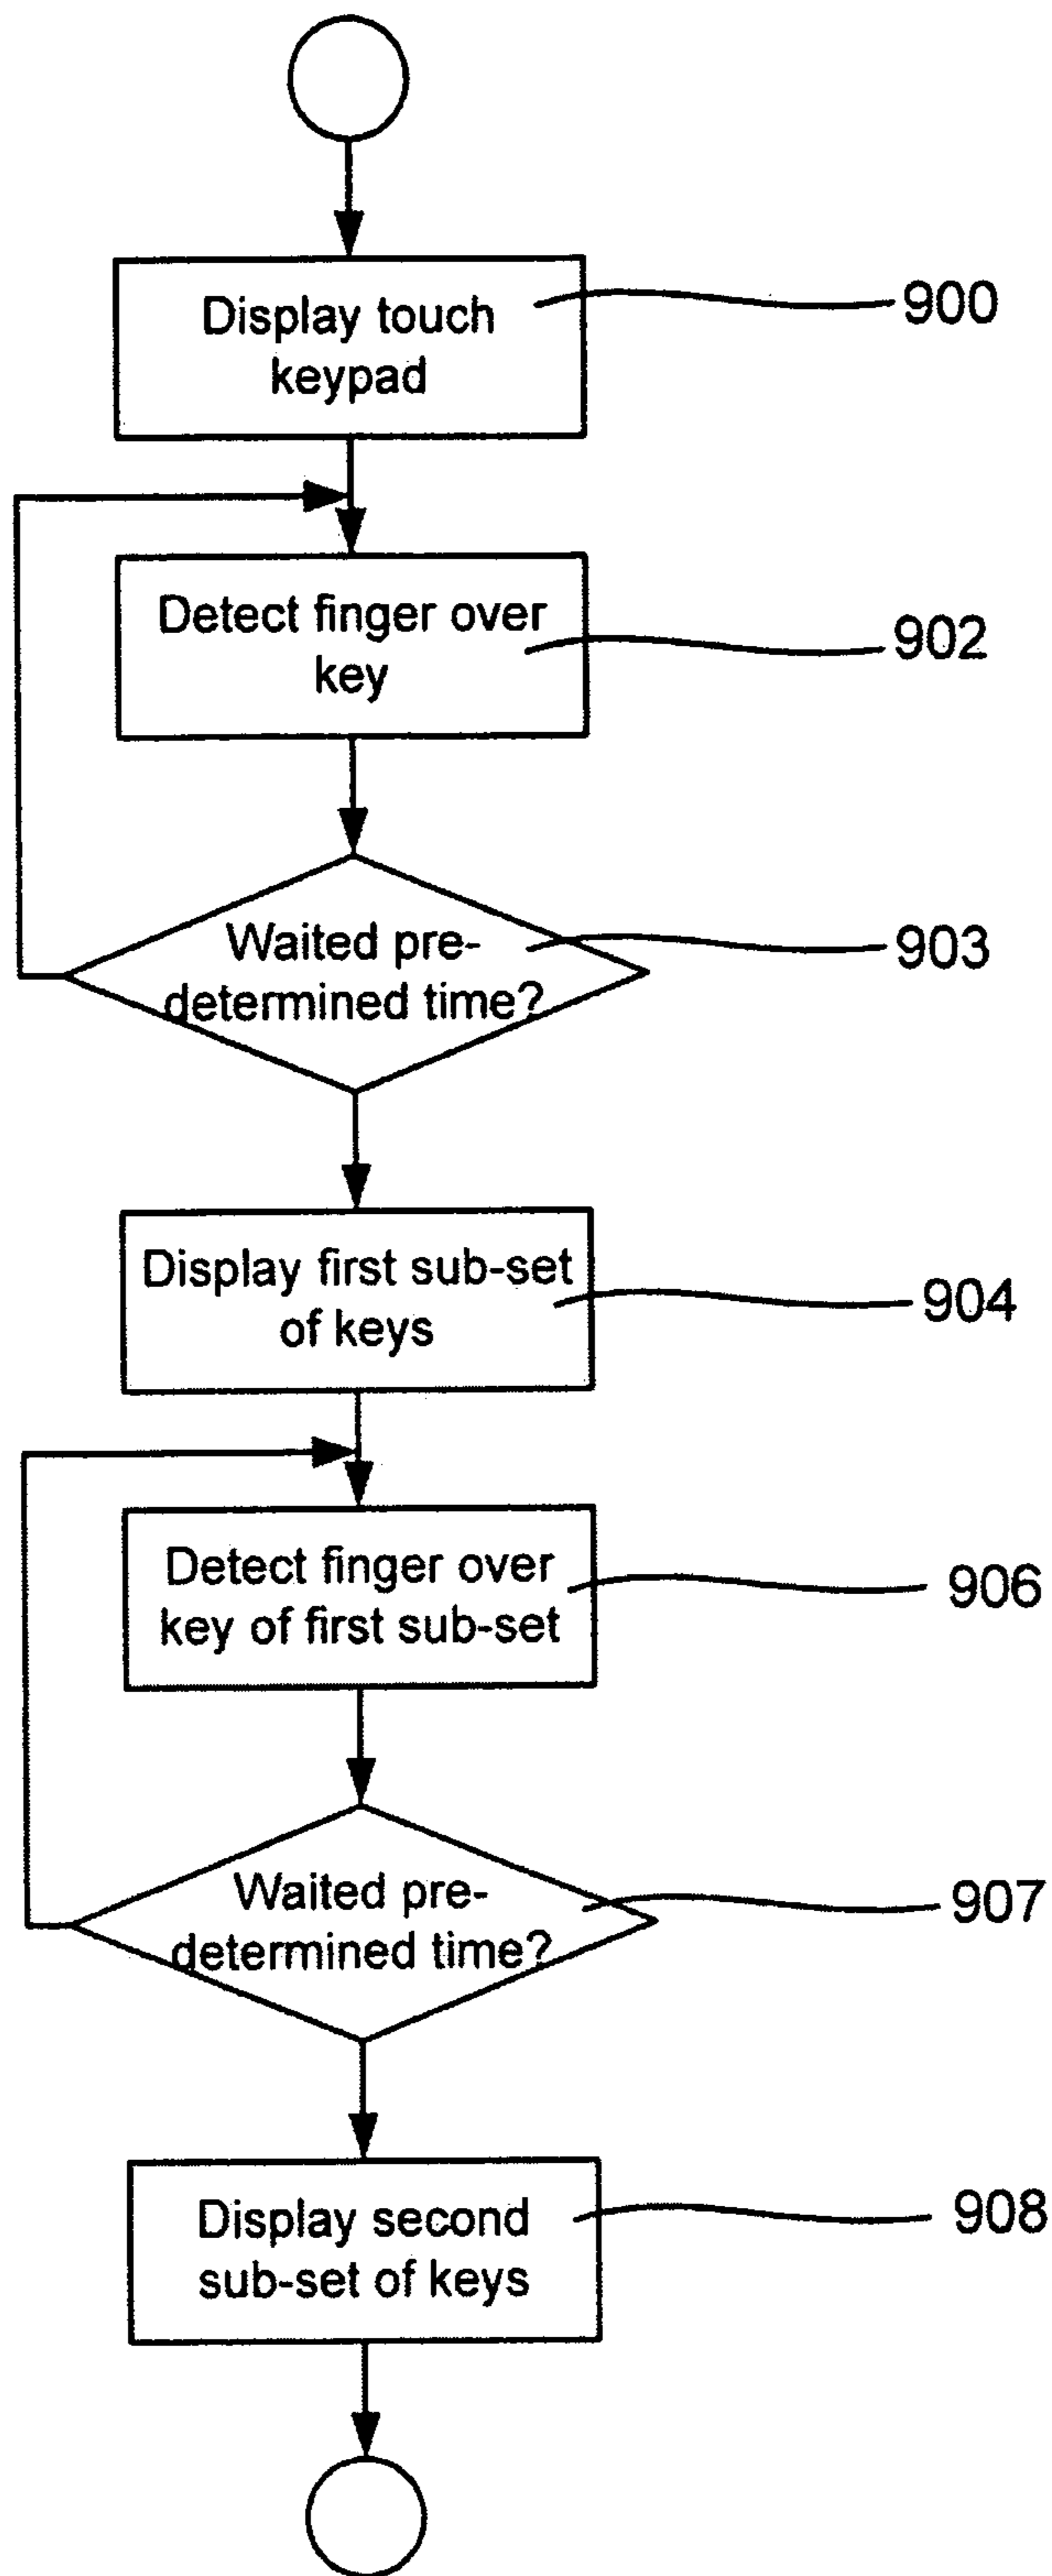 Display touch
keypad
900
Detect finger over
key
902
Waited pre-
determined time?
903
Display first sub-set
of keys
904
Detect finger over
key of first sub-set
906
Waited pre-
determined time?
907
Display second
sub-set of keys
908